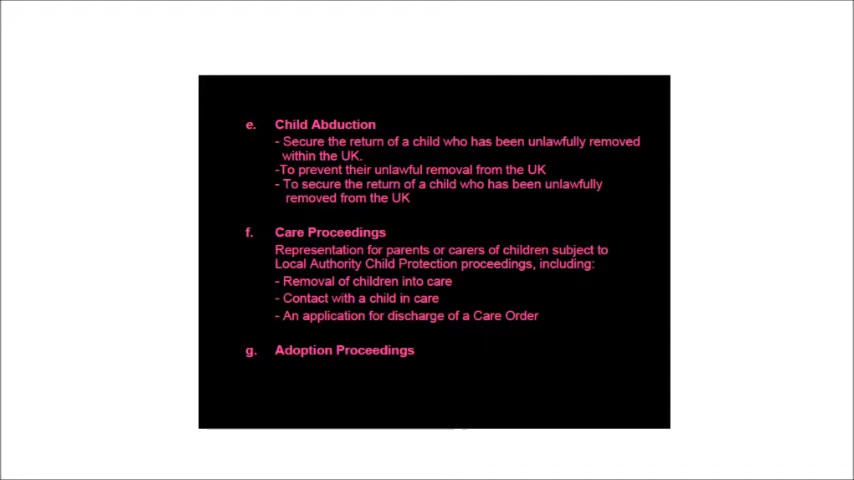 e. Child Abduction
- Secure the return of a child who has been unlawfully removed
within the UK.
-To prevent their unlawful removal from the UK
- To secure the return of a child who has been unlawfully
removed from the UK
f. Care Proceedings
Representation for parents or carers of children subject to
Local Authority Child Protection proceedings, including:
- Removal of children into care
- Contact with a child in care
- An application for discharge of a Care Order
g. Adoption Proceedings